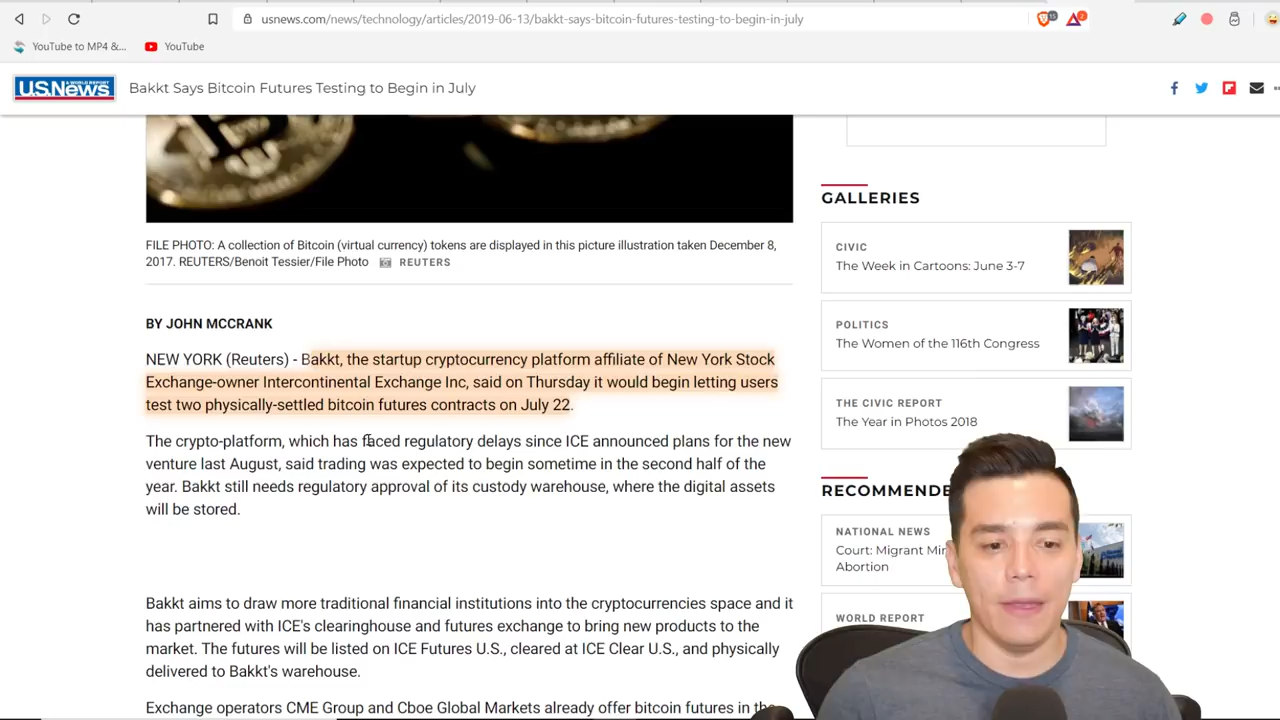 usnews.com/news/technology/articles/2019-06-13/bakkt-says-bitcoin-futures-testing-to-begin-in-july
15
2
YouTube to MP4 &...
YouTube
A WORLD REPORT
U.S.News
Bakkt Says Bitcoin Futures Testing to Begin in July
FILE PHOTO: A collection of Bitcoin (virtual currency) tokens are displayed in this picture illustration taken December 8,
2017. REUTERS/Benoit Tessier/File Photo
REUTERS
BY JOHN MCCRANK
NEW YORK (Reuters) - Bakkt, the startup cryptocurrency platform affiliate of New York Stock
Exchange-owner Intercontinental Exchange Inc, said on Thursday it would begin letting users
test two physically-settled bitcoin futures contracts on July 22.
The crypto-platform, which has faced regulatory delays since ICE announced plans for the new
venture last August, said trading was expected to begin sometime in the second half of the
year. Bakkt still needs regulatory approval of its custody warehouse, where the digital assets
will be stored.
Bakkt aims to draw more traditional financial institutions into the cryptocurrencies space and it
has partnered with ICE's clearinghouse and futures exchange to bring new products to the
market. The futures will be listed on ICE Futures U.S., cleared at ICE Clear U.S., and physically
delivered to Bakkt's warehouse.
Exchange operators CME Group and Cboe Global Markets already offer bitcoin futures in the
GALLERIES
CIVIC
The Week in Cartoons: June 3-7
POLITICS
The Women of the 116th Congress
THE CIVIC REPORT
The Year in Photos 2018
RECOMMENDE
NATIONAL NEWS
Court: Migrant Mi
Abortion
WORLD REPORT